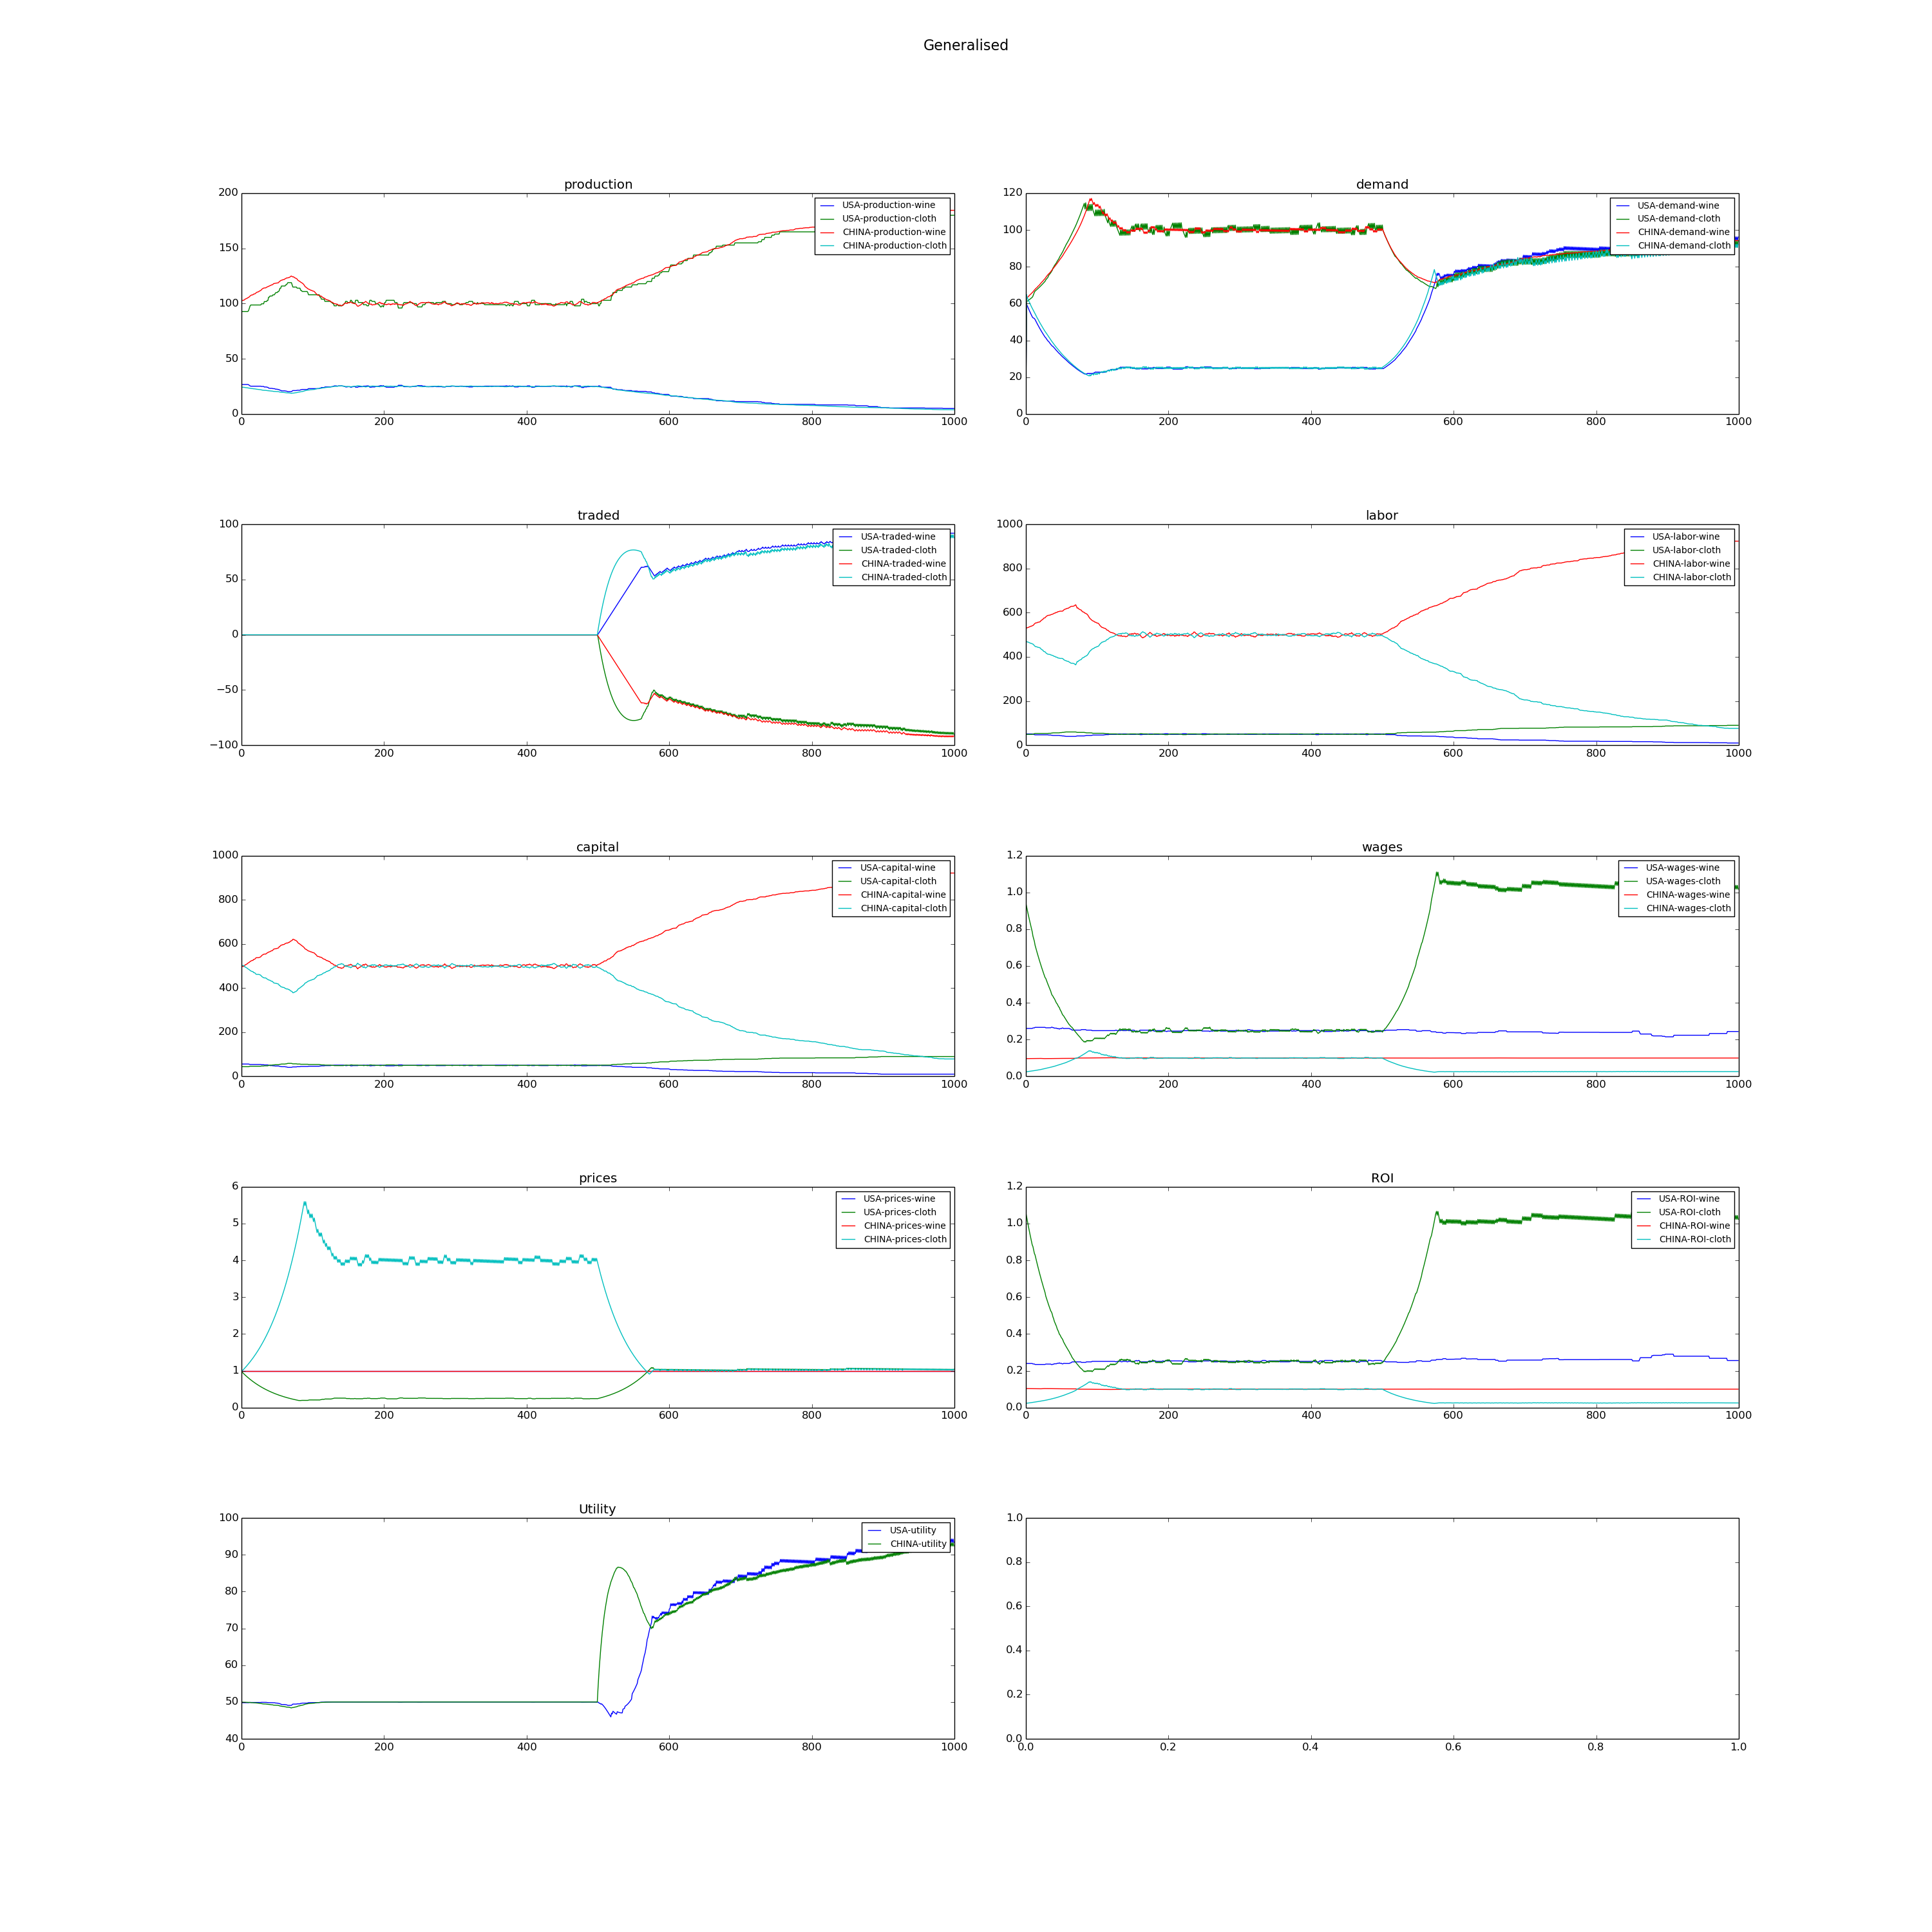 Generalised
production
200
150
100
50
0
0 200 400 600 800 1000
USA-production-wine
USA-production-cloth
CHINA-production-wine
CHINA-production-cloth
demand
120
100
80
60
40
20
0
0 200 400 600 800 1000
USA-demand-wine
USA-demand-cloth
CHINA-demand-wine
CHINA-demand-cloth
traded
100
50
0
−50
−100
0 200 400 600 800 1000
USA-traded-wine
USA-traded-cloth
CHINA-traded-wine
CHINA-traded-cloth
labor
1000
800
600
400
200
0
0 200 400 600 800 1000
USA-labor-wine
USA-labor-cloth
CHINA-labor-wine
CHINA-labor-cloth
capital
1000
800
600
400
200
0
0 200 400 600 800 1000
USA-capital-wine
USA-capital-cloth
CHINA-capital-wine
CHINA-capital-cloth
wages
1.2
1.0
0.8
0.6
0.4
0.2
0.0
0 200 400 600 800 1000
USA-wages-wine
USA-wages-cloth
CHINA-wages-wine
CHINA-wages-cloth
prices
6
5
4
3
2
1
0
0 200 400 600 800 1000
USA-prices-wine
USA-prices-cloth
CHINA-prices-wine
CHINA-prices-cloth
ROI
1.2
1.0
0.8
0.6
0.4
0.2
0.0
0 200 400 600 800 1000
USA-ROI-wine
USA-ROI-cloth
CHINA-ROI-wine
CHINA-ROI-cloth
Utility
100
90
80
70
60
50
40
0 200 400 600 800 1000
USA-utility
CHINA-utility
1.0
0.8
0.6
0.4
0.2
0.0
0.0 0.2 0.4 0.6 0.8 1.0